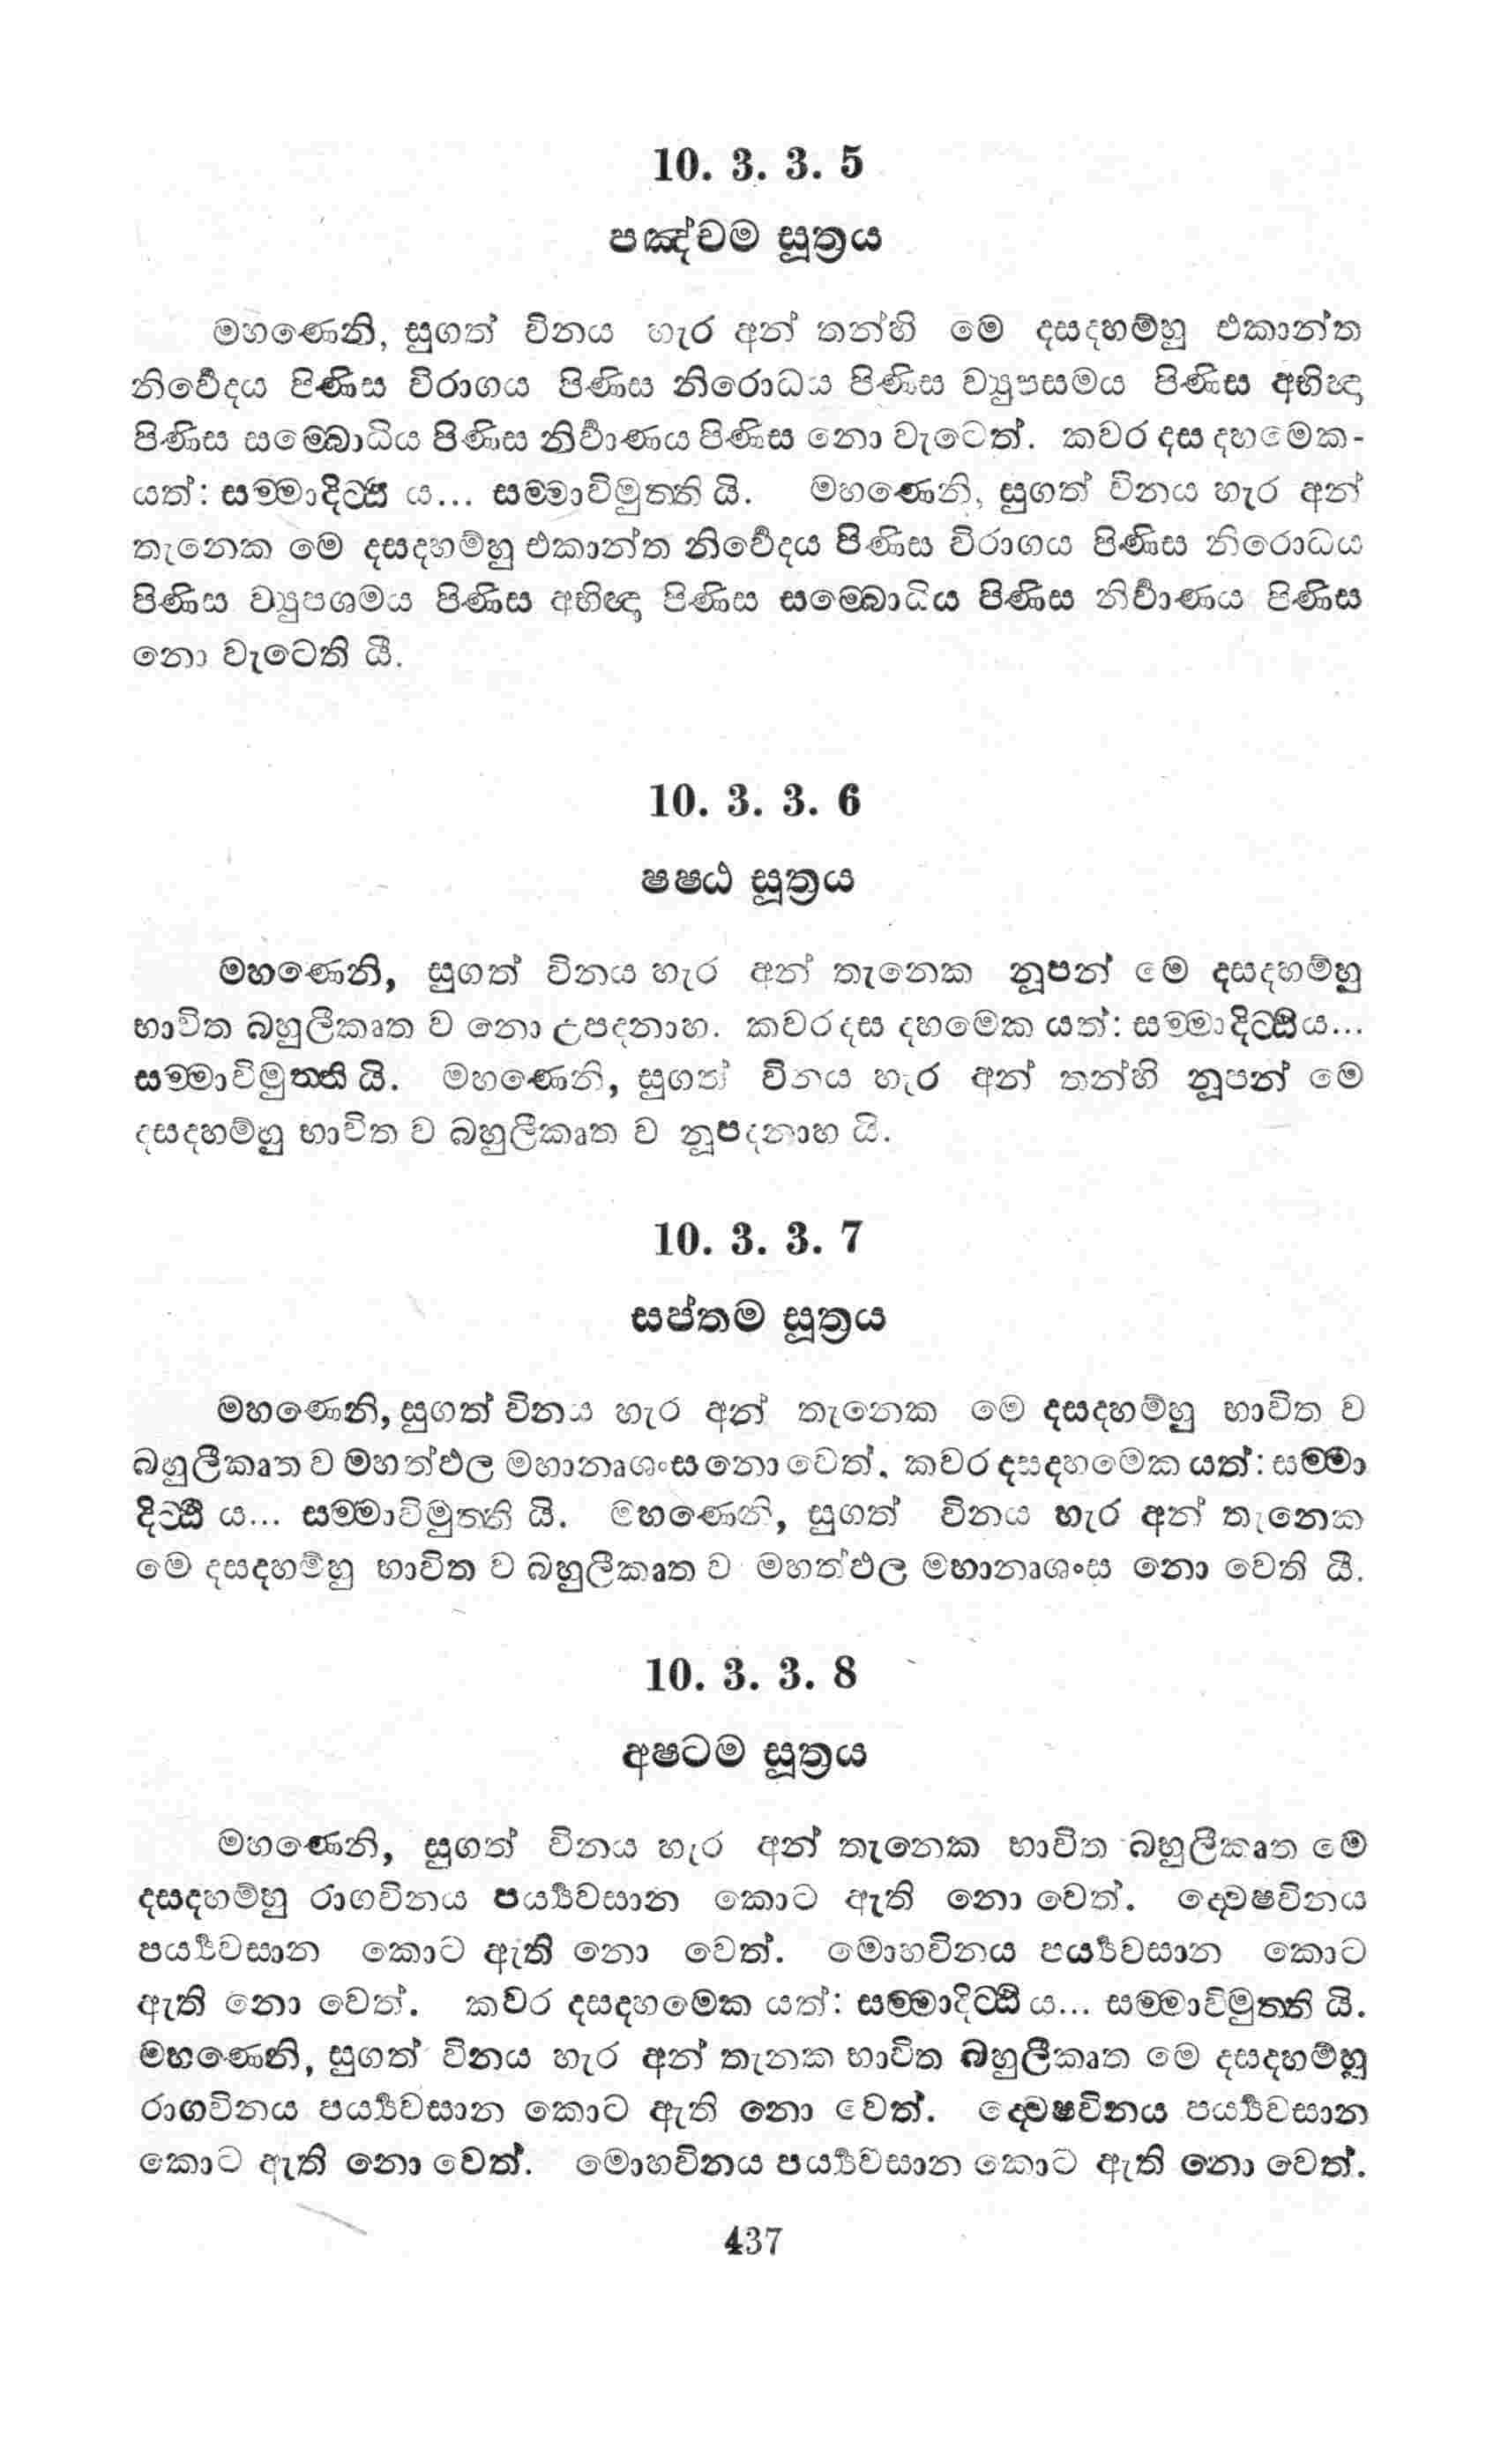 10. 3. 3. 5
පඤ්චම සූත්‍රය
මහණෙනි, සුගත් විනය හැර අන් තන්හි මෙ දසදහම්හු එකාන්ත
නිර්‍වෙදය පිණිස විරාගය පිණිස නිරොධය පිණිස ව්‍යුපසමය පිණිස අභිඥා
පිණිස සම්බොධිය පිණිස නිර්‍වාණය පිණිස නො වැටෙත්. කවර දස දහමෙක-
යත්: සම්මාදිට්ඨි ය... සම්මාවිමුත්ති යි. මහණෙනි, සුගත් විනය හැර අන්
තැනෙක මෙ දසදහම්හු එකාන්ත නිර්‍වෙදය පිණිස විරාගය පිණිස නිරොධය
පිණිස ව්‍යුපශමය පිණිස අභිඥා පිණිස සම්බොධිය පිණිස නිර්‍වාණය පිණිස
නො වැටෙති යී.
10. 3. 3. 6
ෂෂඨ සූත්‍රය
මහණෙනි, සුගත් විනය හැර අන් තැනෙක නූපන් මෙ දසදහම්හු
භාවිත බහුලීකෘත ව නො උපදනාහ. කවර දස දහමෙක යත්: සම්මාදිට්ඨි ය...
සම්මාවිමුත්ති යි. මහණෙනි, සුගත් විනය හැර අන් තන්හි නූපන් මෙ
දසදහම්හු භාවිත ව බහුලීකෘත ව නූපදනාහ යි.
10. 3. 3. 7
සප්තම සූත්‍රය
මහණෙනි, සුගත් විනය හැර අන් තැනෙක මෙ දසදහම්හු භාවිත ව
බහුලීකෘත ව මහත්ඵල මහානෘශංස නො වෙත්. කවර දසදහමෙක යත්: සම්මා
දිට්ඨි ය... සම්මාවිමුත්ති යි. මහණෙනි, සුගත් විනය හැර අන් තැනෙක
මෙ දසදහම්හු භාවිත ව බහුලීකෘත ව මහත්ඵල මහානෘශංස නො වෙති යී.
10. 3. 3. 8
අෂටම සූත්‍රය
මහණෙනි, සුගත් විනය හැර අන් තැනෙක භාවිත බහුලීකෘත මෙ
දසදහම්හු රාගවිනය පර්‍ය්‍යවසාන කොට ඇති නො වෙත්. ද්වෙෂවිනය
පර්‍ය්‍යවසාන කොට ඇති නො වෙත්. මොහවිනය පර්‍ය්‍යවසාන කොට
ඇති නො වෙත්. කවර දසදහමෙක යත්: සම්මාදිට්ඨි ය... සම්මාවිමුත්ති යි.
මහණෙනි, සුගත් විනය හැර අන් තැනක භාවිත බහුලීකෘත මෙ දසදහම්හු
රාගවිනය පර්‍ය්‍යවසාන කොට ඇති නො වෙත්. ද්වෙෂවිනය පර්‍ය්‍යවසාන
කොට ඇති නො වෙත්. මොහවිනය පර්‍ය්‍යවසාන කොට ඇති නො වෙත්.
437